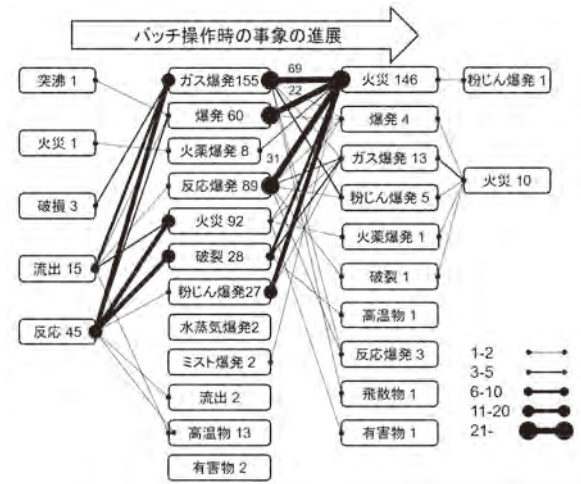 バッチ操作時の事象の進展
突沸 1
火災 1
破損 3
流出 15
反応 45
ガス爆発155
爆発 60
火薬爆発 8
反応爆発 89
火災 92
破裂 28
粉じん爆発27
水蒸気爆発2
ミスト爆発 2
流出 2
高温物 13
有害物 2
69
22
31
火災 146
爆発 4
ガス爆発 13
粉じん爆発 5
火薬爆発 1
破裂 1
高温物 1
反応爆発 3
飛散物 1
有害物 1
粉じん爆発 1
火災 10
1-2
3-5
6-10
11-20
21-